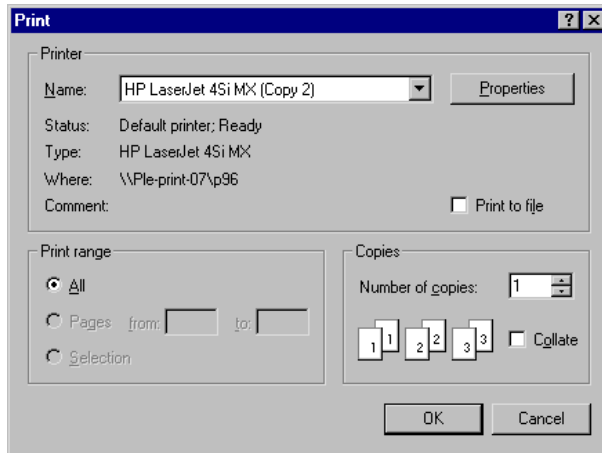 Print
Printer
Name: HP LaserJet 4Si MX (Copy 2) Properties
Status: Default printer; Ready
Type: HP LaserJet 4Si MX
Where: \\Ple-print-07\p96
Comment: Print to file
Print range
All
Pages from: to:
Selection
Copies
Number of copies: 1
1 1 2 2 3 3 Collate
OK Cancel